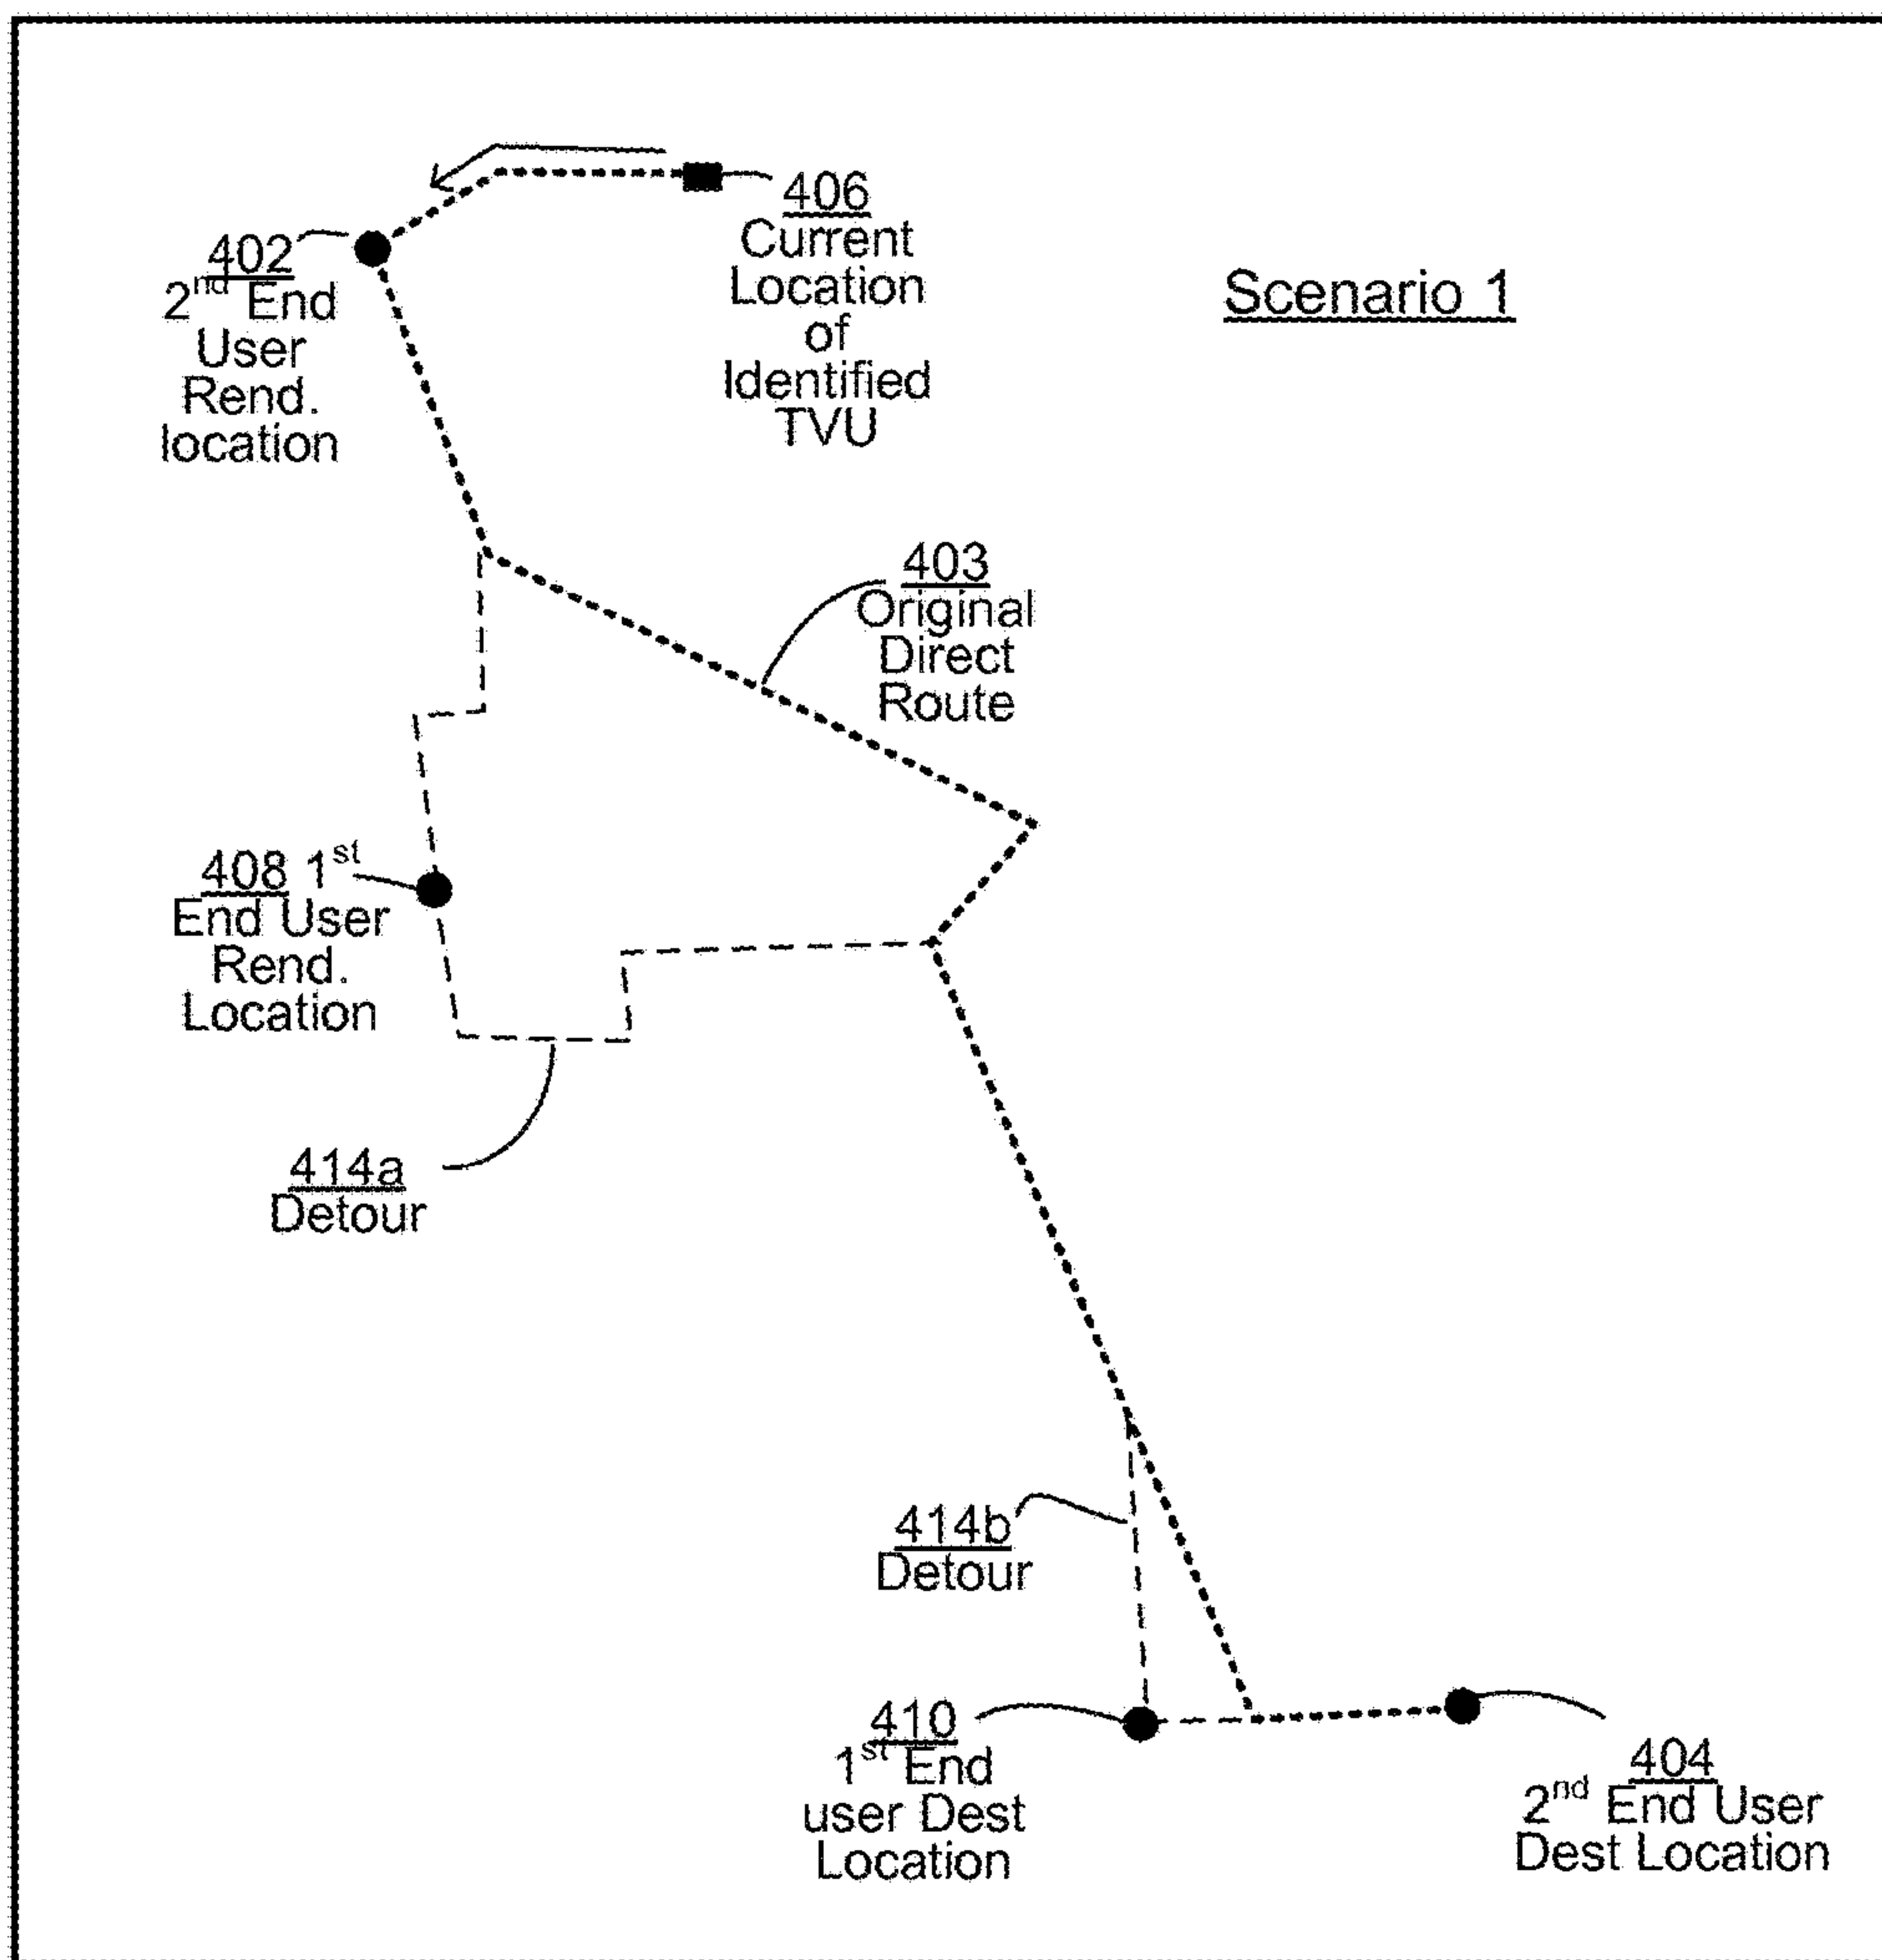 406
Current
Location
of
Identified
TVU
402
2nd End
User
Rend.
location
Scenario 1
403
Original
Direct
Route
408 1st
End User
Rend.
Location
414a
Detour
414b
Detour
410
1st End
user Dest
Location
404
2nd End User
Dest Location